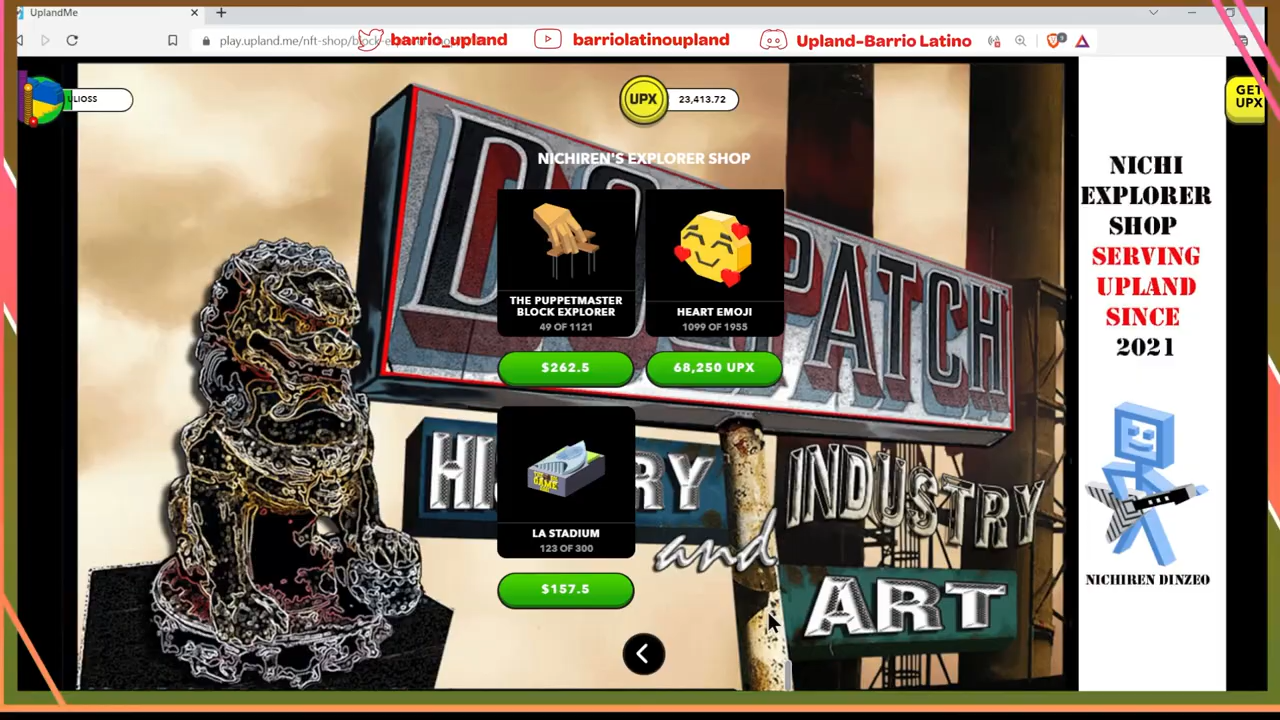 UplandMe
play.upland.me/nft-shop/block-e
barrio_upland
barriolatinoupland
Upland-Barrio Latino
ULIOSS
UPX
23,413.72
GET
UPX
NICHIREN'S EXPLORER SHOP
THE PUPPETMASTER
BLOCK EXPLORER
49 OF 1121
$262.5
HEART EMOJI
1099 OF 1955
68,250 UPX
LA STADIUM
123 OF 300
$157.5
PATCH
INDUSTRY
and
ART
NICHI
EXPLORER
SHOP
SERVING
UPLAND
SINCE
2021
NICHIREN DINZEO